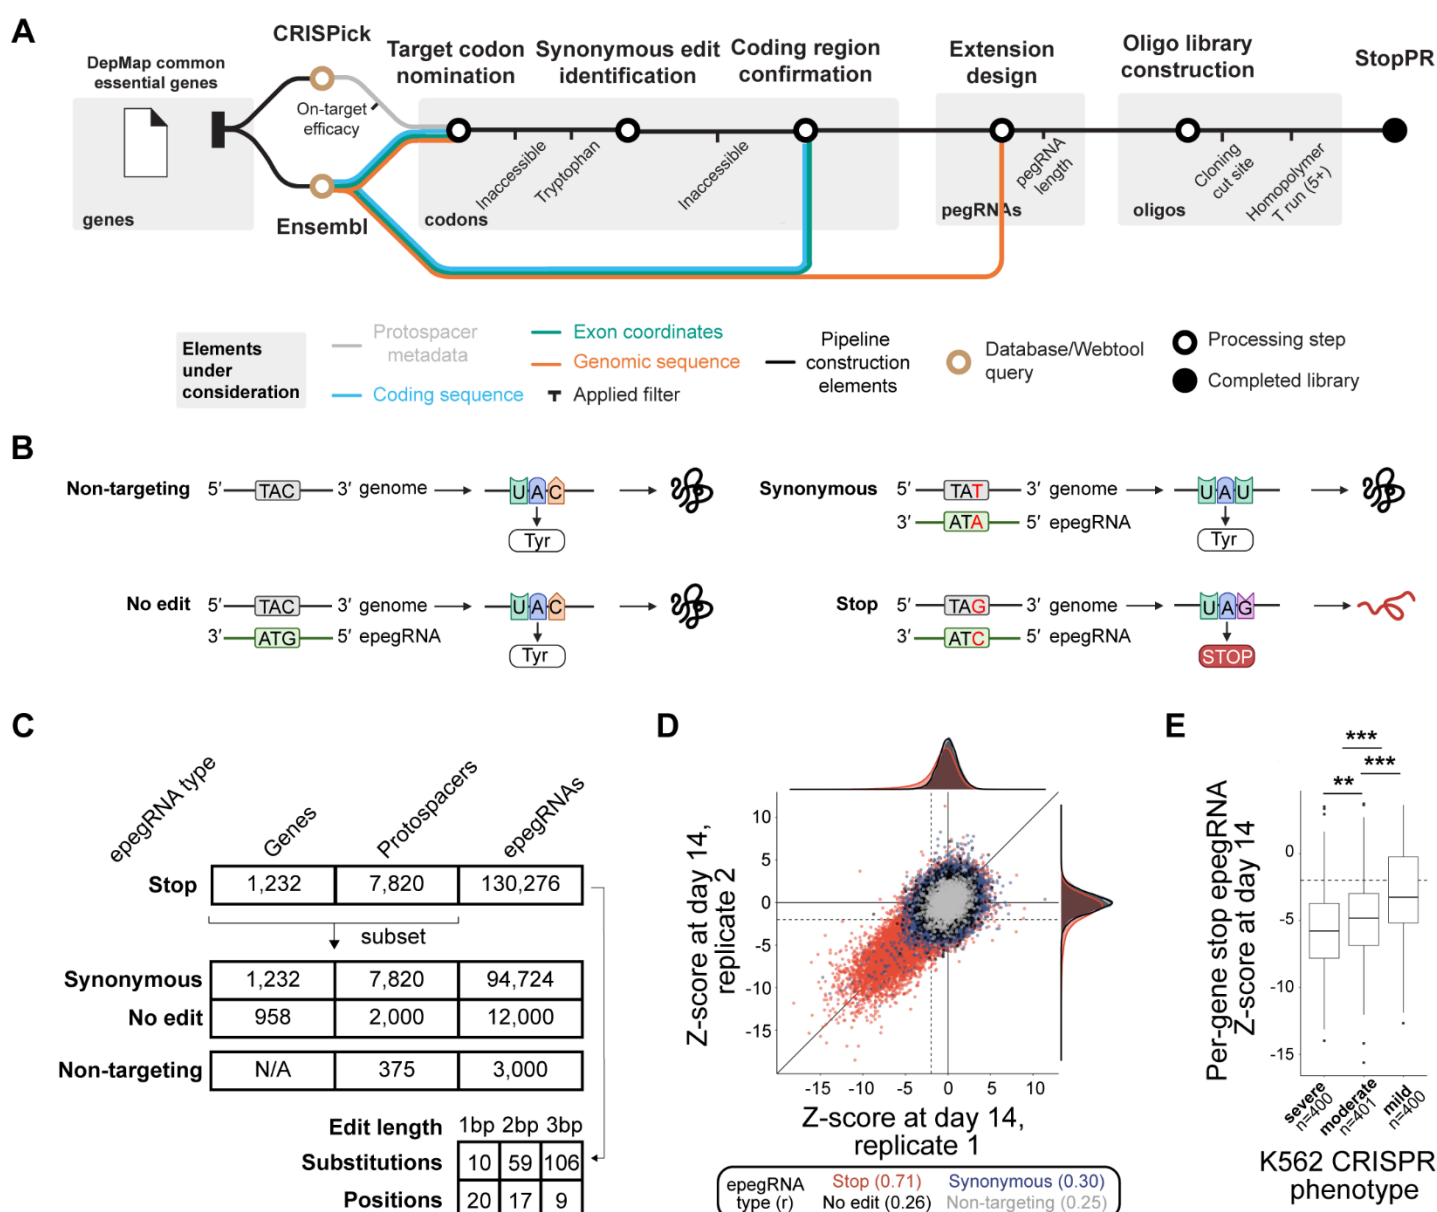 A
CRISPick
DepMap common
essential genes
On-target
efficacy
genes
Ensembl
Target codon
nomination
Synonymous edit
identification
Coding region
confirmation
Extension
design
Oligo library
construction
StopPR
Inaccessible
Tryptophan
Inaccessible
codons
pegRNA
length
pegRNAs
Cloning
cut site
Homopolymer
T run (5+)
oligos
Elements
under
consideration
Protospacer
metadata
Coding sequence
Exon coordinates
Genomic sequence
Applied filter
Pipeline
construction
elements
Database/Webtool
query
Processing step
Completed library
B
Non-targeting 5′ TAC 3′ genome U A C
Tyr
Synonymous 5′ TAT 3′ genome U A U
3′ ATA 5′ epegRNA
Tyr
No edit 5′ TAC 3′ genome U A C
3′ ATG 5′ epegRNA
Tyr
Stop 5′ TAG 3′ genome U A G
3′ ATC 5′ epegRNA
STOP
C
epegRNA type Genes Protospacers epegRNAs
Stop 1,232 7,820 130,276
subset
Synonymous 1,232 7,820 94,724
No edit 958 2,000 12,000
Non-targeting N/A 375 3,000
Edit length 1bp 2bp 3bp
Substitutions 10 59 106
Positions 20 17 9
D
Z-score at day 14,
replicate 2
10
5
0
-5
-10
-15
-15 -10 -5 0 5 10
Z-score at day 14,
replicate 1
epegRNA
type (r)
Stop (0.71) Synonymous (0.30)
No edit (0.26) Non-targeting (0.25)
E
***
***
**
Per-gene stop epegRNA
Z-score at day 14
0
-5
-10
-15
severe
n=400
moderate
n=401
mild
n=400
K562 CRISPR
phenotype